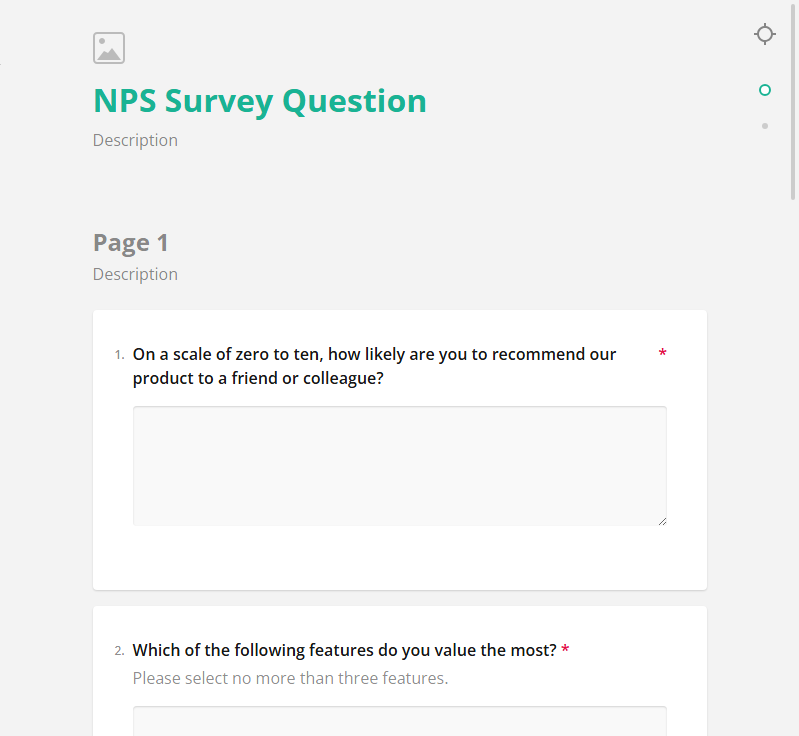 NPS Survey Question
Description
Page 1
Description
1. On a scale of zero to ten, how likely are you to recommend our *
product to a friend or colleague?
2. Which of the following features do you value the most? *
Please select no more than three features.